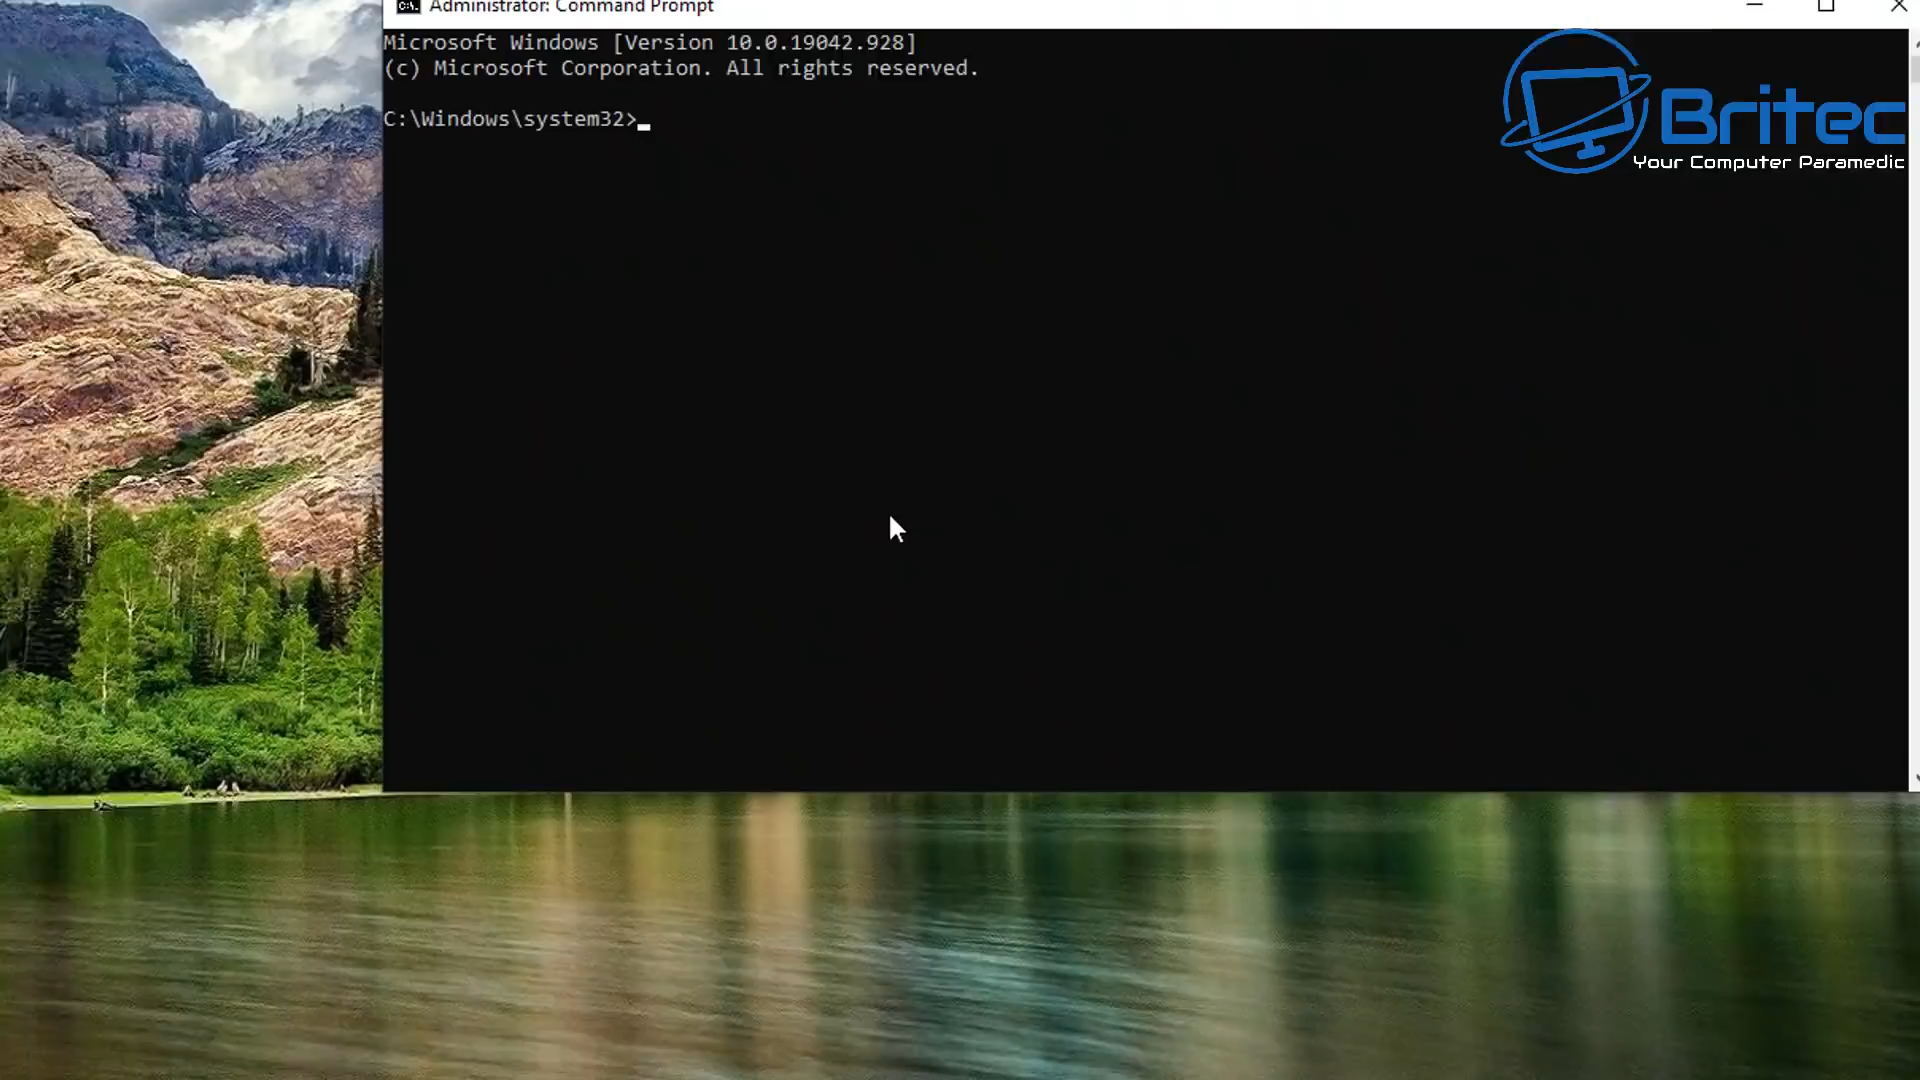 Administrator: Command Prompt
Microsoft Windows [Version 10.0.19042.928]
(c) Microsoft Corporation. All rights reserved.
C:\Windows\system32>
Britec
Your Computer Paramedic